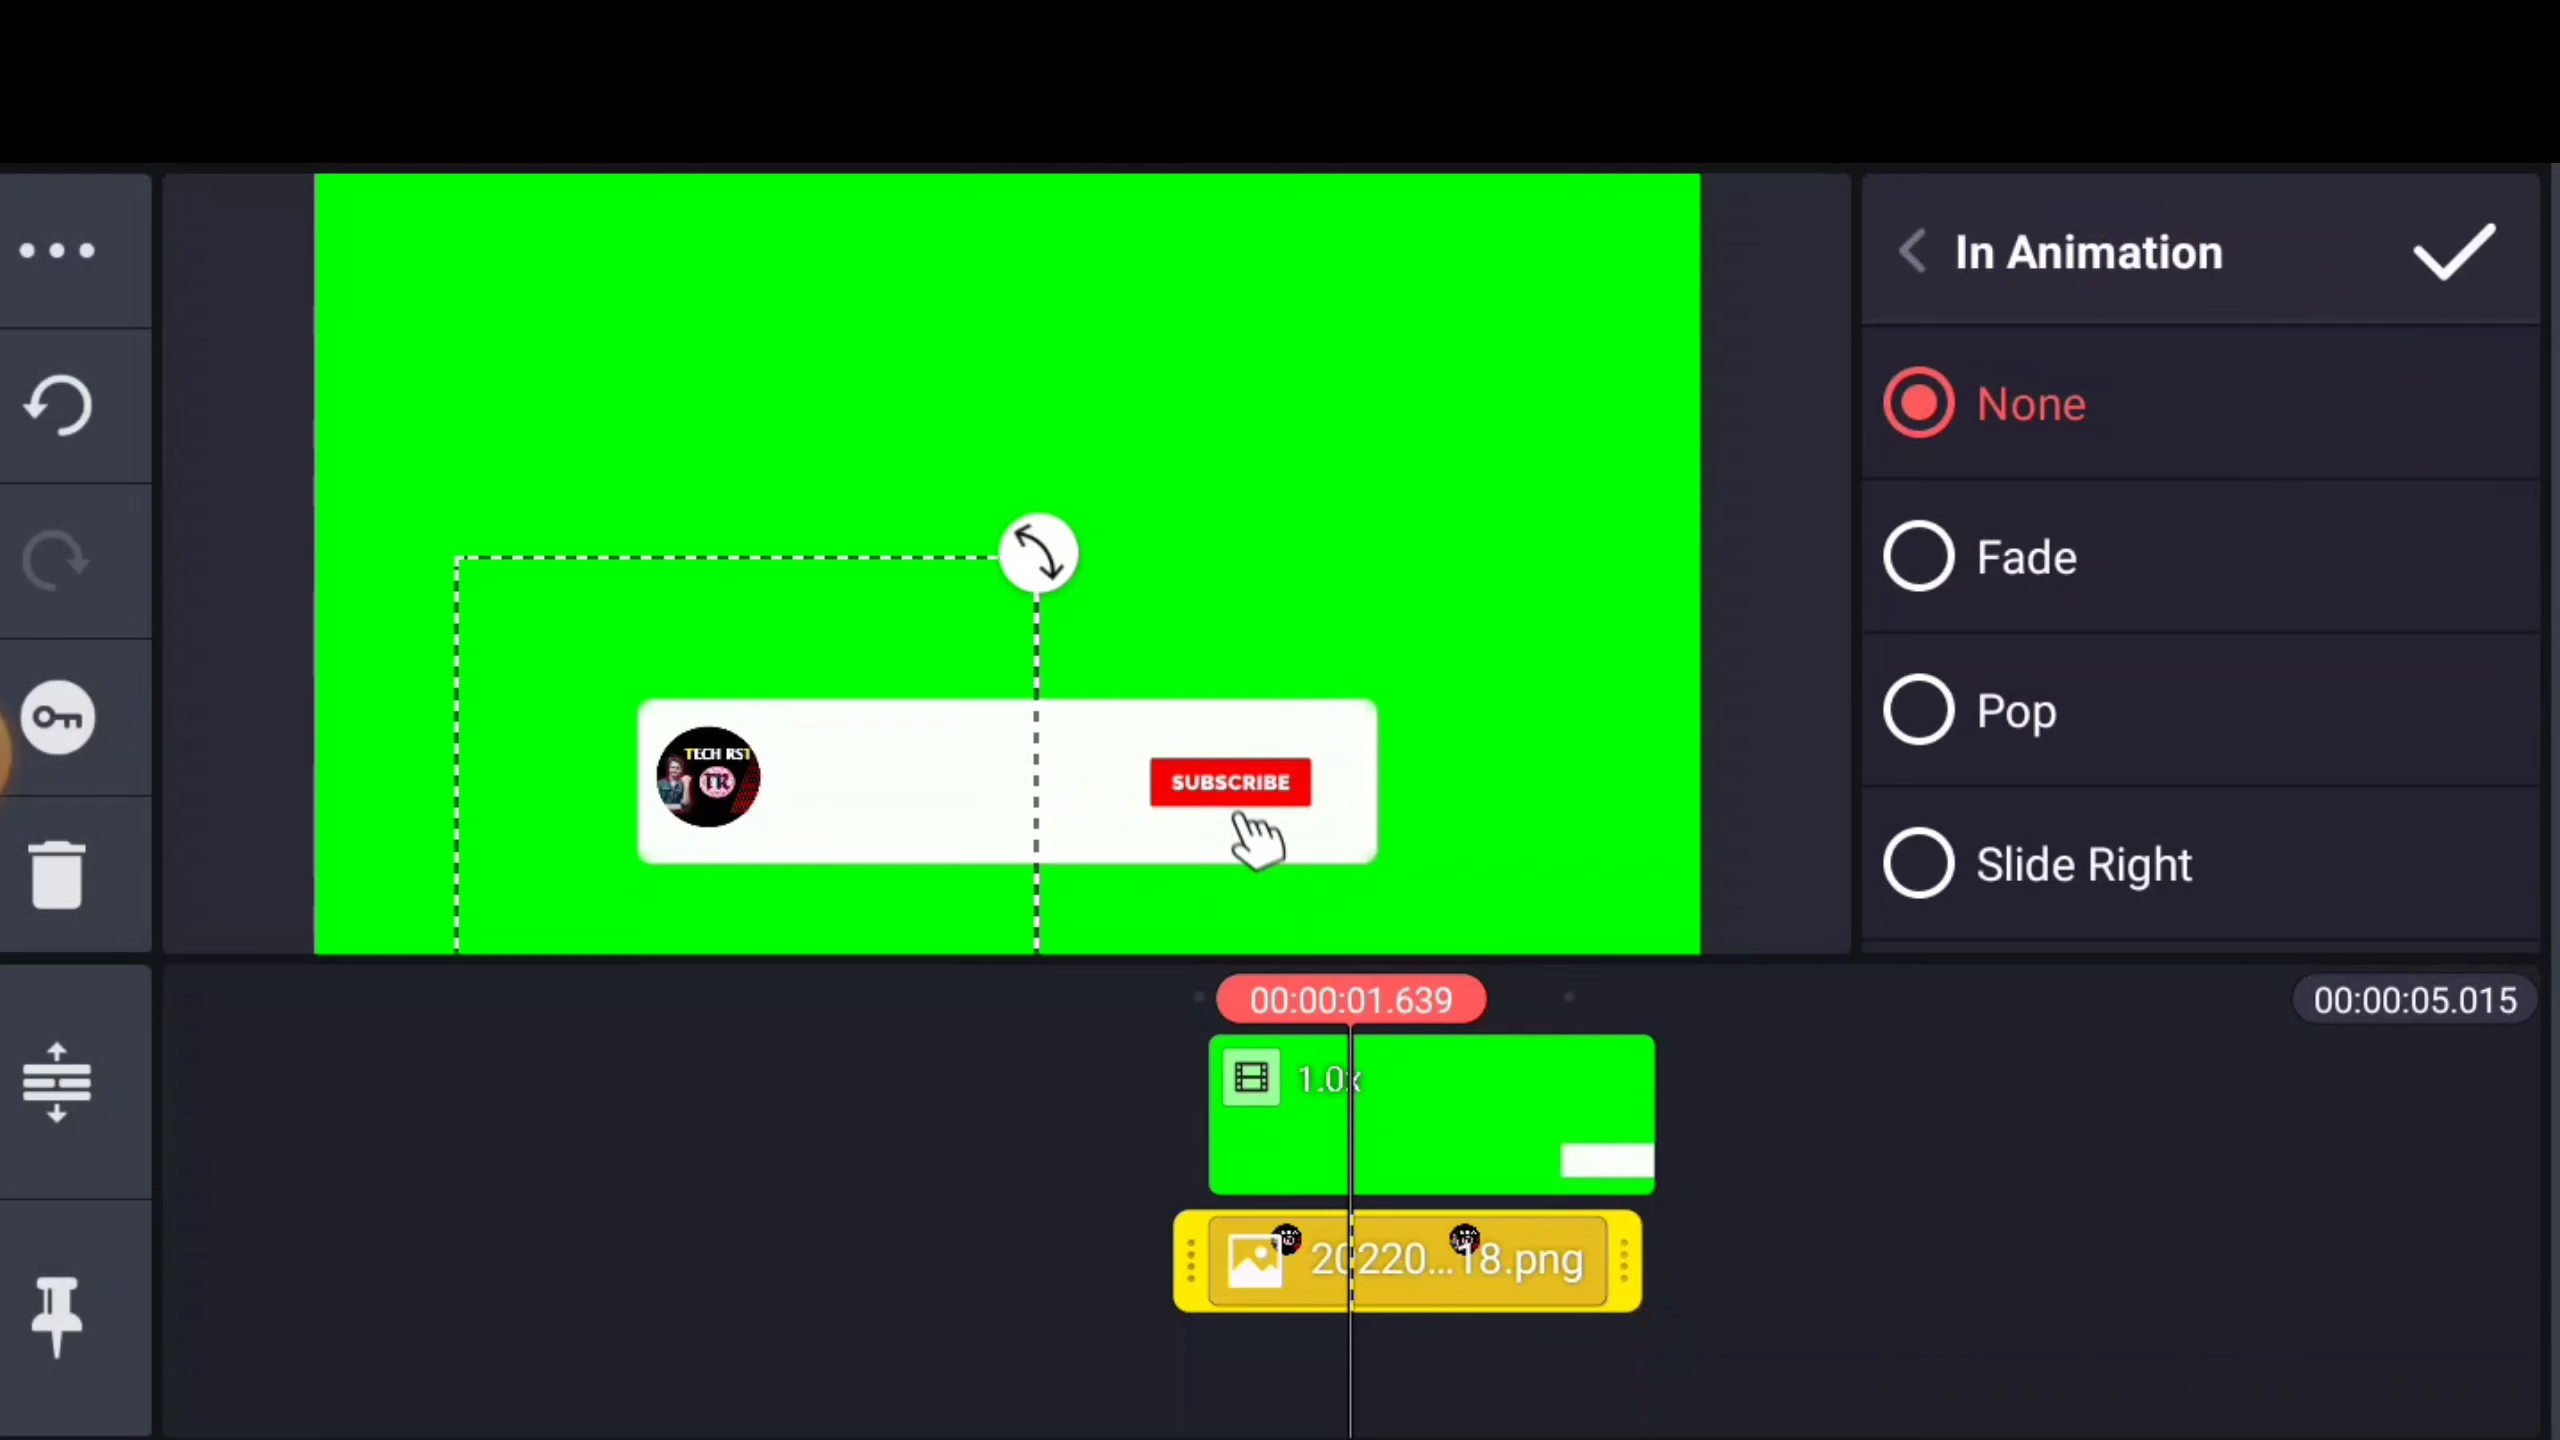 In Animation
None
Fade
Pop
Slide Right
TECH RST
TR
SUBSCRIBE
00:00:01.639
00:00:05.015
1.0x
20220...18.png